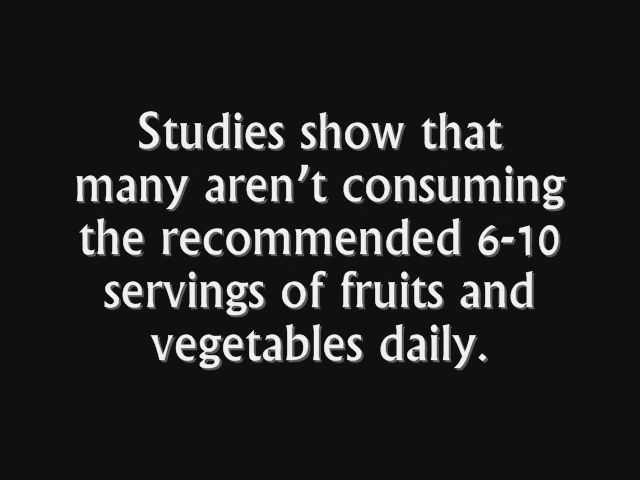 Studies show that
many aren't consuming
the recommended 6-10
servings of fruits and
vegetables daily.